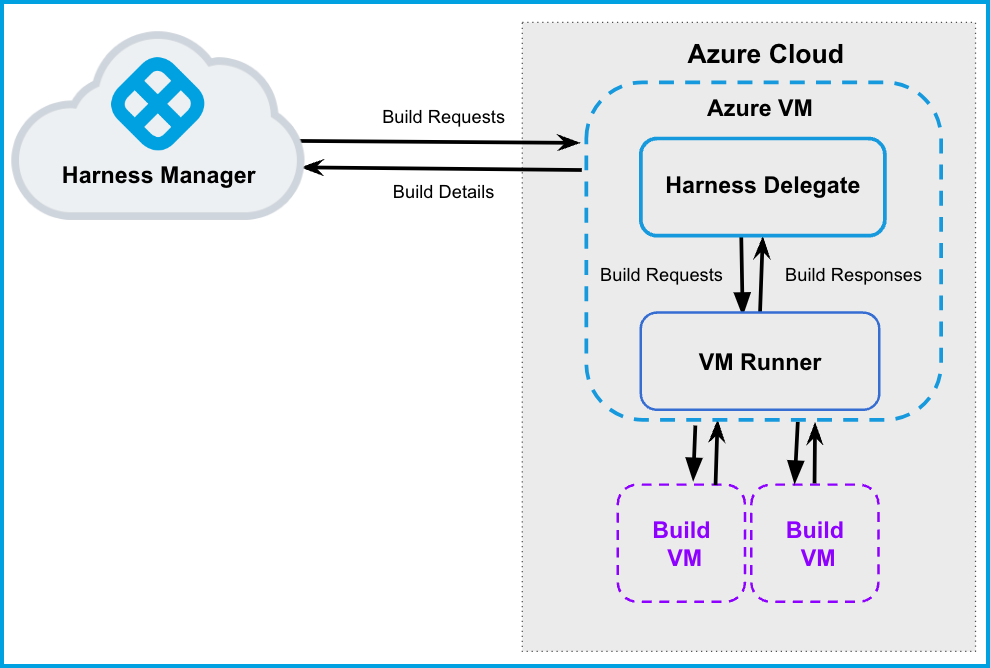 Azure Cloud
Azure VM
Build Requests
Harness Manager
Build Details
Harness Delegate
Build Requests
Build Responses
VM Runner
Build
VM
Build
VM